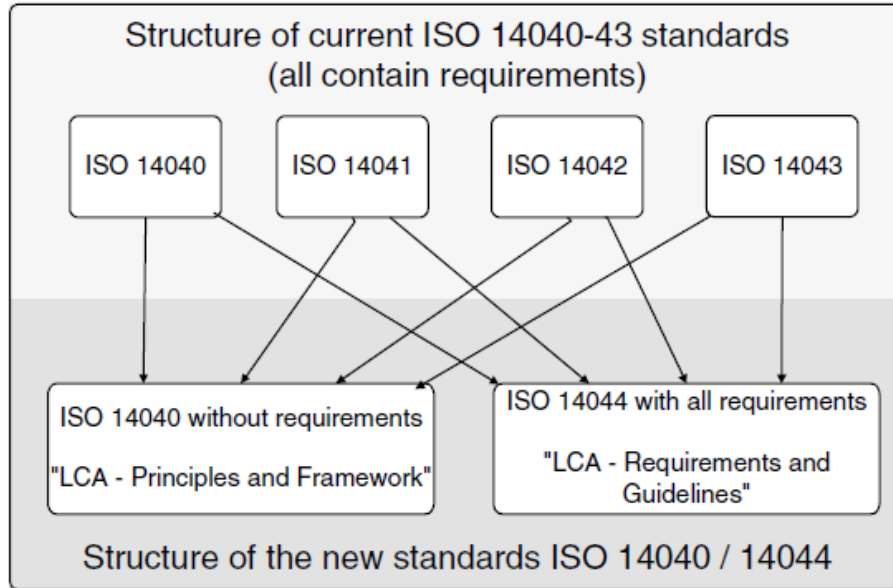 Structure of current ISO 14040-43 standards
(all contain requirements)
ISO 14040
ISO 14041
ISO 14042
ISO 14043
ISO 14040 without requirements
"LCA - Principles and Framework"
ISO 14044 with all requirements
"LCA - Requirements and
Guidelines"
Structure of the new standards ISO 14040 / 14044